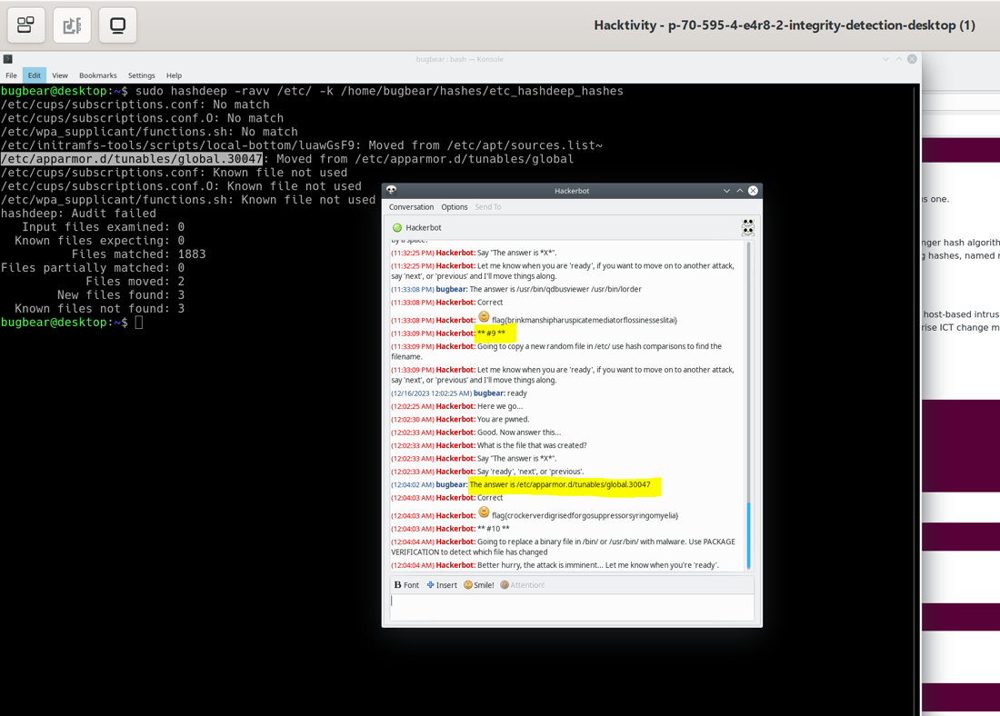 Hacktivity - p-70-595-4-e4r8-2-integrity-detection-desktop (1)
bugbear : bash — Konsole
File Edit View Bookmarks Settings Help
bugbear@desktop:~$ sudo hashdeep -ravv /etc/ -k /home/bugbear/hashes/etc_hashdeep_hashes
/etc/cups/subscriptions.conf: No match
/etc/cups/subscriptions.conf.O: No match
/etc/wpa_supplicant/functions.sh: No match
/etc/initramfs-tools/scripts/local-bottom/luawGsF9: Moved from /etc/apt/sources.list~
/etc/apparmor.d/tunables/global.30047: Moved from /etc/apparmor.d/tunables/global
/etc/cups/subscriptions.conf: Known file not used
/etc/cups/subscriptions.conf.O: Known file not used
/etc/wpa_supplicant/functions.sh: Known file not used
hashdeep: Audit failed
Input files examined: 0
Known files expecting: 0
Files matched: 1883
Files partially matched: 0
Files moved: 2
New files found: 3
Known files not found: 3
bugbear@desktop:~$
Hackerbot
Conversation Options Send To
Hackerbot
by a space.
(11:32:25 PM) Hackerbot: Say "The answer is *X*".
(11:32:25 PM) Hackerbot: Let me know when you are 'ready', if you want to move on to another attack,
say 'next', or 'previous' and I'll move things along.
(11:33:08 PM) bugbear: The answer is /usr/bin/qdbusviewer /usr/bin/lorder
(11:33:08 PM) Hackerbot: Correct
(11:33:08 PM) Hackerbot: flag{brinkmanshipharuspicatemediatorflossinesseslitai}
(11:33:09 PM) Hackerbot: ** #9 **
(11:33:09 PM) Hackerbot: Going to copy a new random file in /etc/ use hash comparisons to find the
filename.
(11:33:09 PM) Hackerbot: Let me know when you are 'ready', if you want to move on to another attack,
say 'next', or 'previous' and I'll move things along.
(12/16/2023 12:02:25 AM) bugbear: ready
(12:02:25 AM) Hackerbot: Here we go...
(12:02:30 AM) Hackerbot: You are pwned.
(12:02:33 AM) Hackerbot: Good. Now answer this...
(12:02:33 AM) Hackerbot: What is the file that was created?
(12:02:33 AM) Hackerbot: Say "The answer is *X*".
(12:02:33 AM) Hackerbot: Say 'ready', 'next', or 'previous'.
(12:04:02 AM) bugbear: The answer is /etc/apparmor.d/tunables/global.30047
(12:04:03 AM) Hackerbot: Correct
(12:04:03 AM) Hackerbot: flag{crockerverdigrisedforgosuppressorsyringomyelia}
(12:04:03 AM) Hackerbot: ** #10 **
(12:04:04 AM) Hackerbot: Going to replace a binary file in /bin/ or /usr/bin/ with malware. Use PACKAGE
VERIFICATION to detect which file has changed
(12:04:04 AM) Hackerbot: Better hurry, the attack is imminent... Let me know when you're 'ready'.
B Font Insert Smile! Attention!
one.
hash algorith
hashes, named
host-based intrus
ICT change m